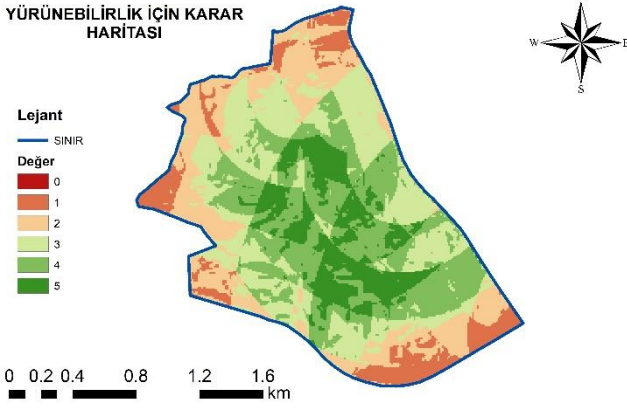 YÜRÜNEBİLİRLİK İÇİN KARAR
HARİTASI
N
W E
S
Lejant
SINIR
Değer
0
1
2
3
4
5
0 0.2 0.4 0.8 1.2 1.6
km